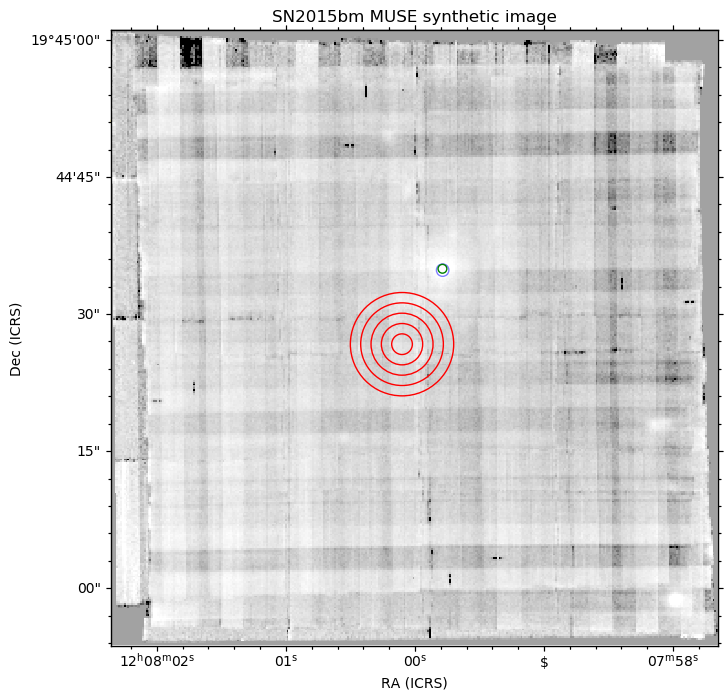 SN2015bm MUSE synthetic image
19°45'00"
44'45"
30"
15"
00"
Dec (ICRS)
12ʰ08ᵐ02ˢ 01ˢ 00ˢ $ 07ᵐ58ˢ
RA (ICRS)